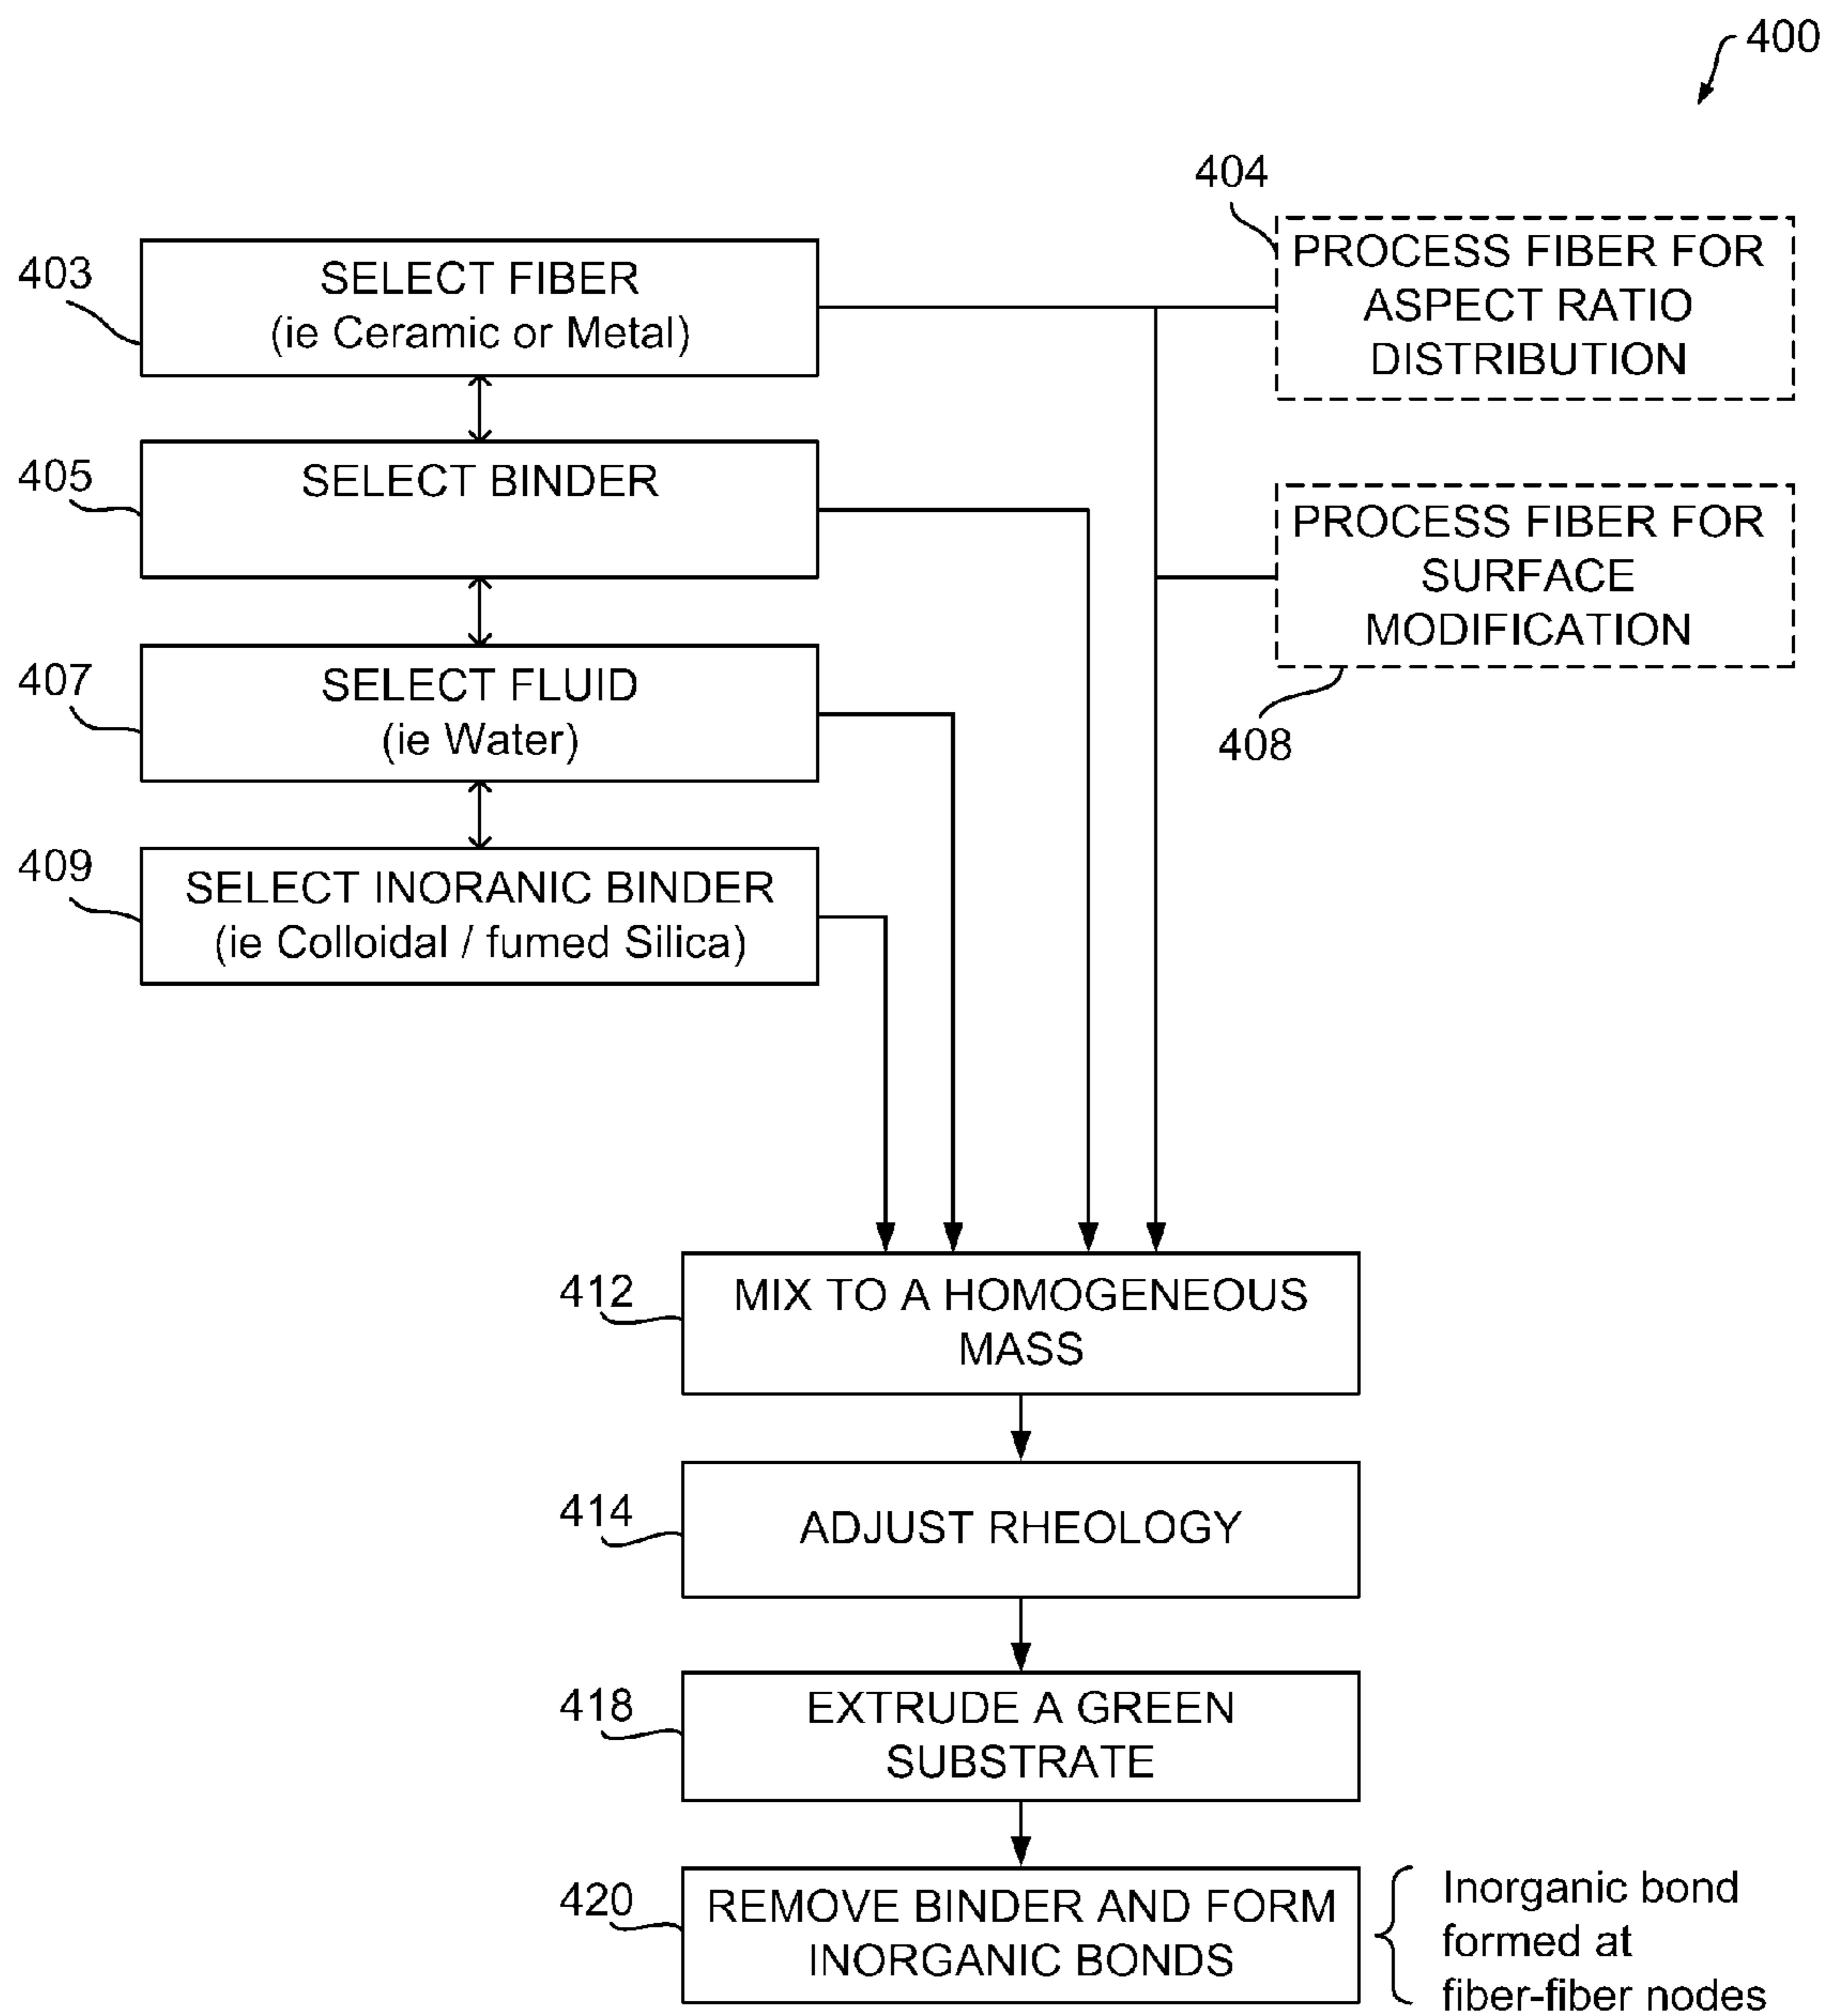 400
404
PROCESS FIBER FOR
ASPECT RATIO
DISTRIBUTION
403
SELECT FIBER
(ie Ceramic or Metal)
405
SELECT BINDER
PROCESS FIBER FOR
SURFACE
MODIFICATION
408
407
SELECT FLUID
(ie Water)
409
SELECT INORANIC BINDER
(ie Colloidal / fumed Silica)
412
MIX TO A HOMOGENEOUS
MASS
414
ADJUST RHEOLOGY
418
EXTRUDE A GREEN
SUBSTRATE
420
REMOVE BINDER AND FORM
INORGANIC BONDS
Inorganic bond
formed at
fiber-fiber nodes